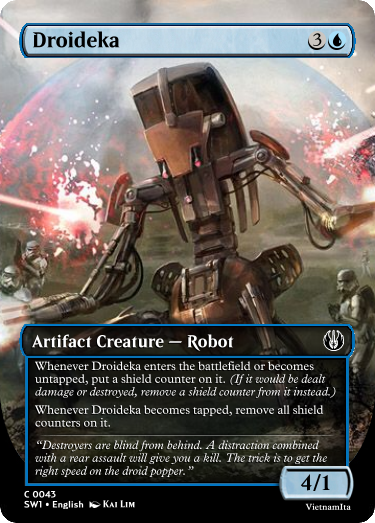 Droideka 3
Artifact Creature — Robot
Whenever Droideka enters the battlefield or becomes
untapped, put a shield counter on it. (If it would be dealt
damage or destroyed, remove a shield counter from it instead.)
Whenever Droideka becomes tapped, remove all shield
counters on it.
“Destroyers are blind from behind. A distraction combined
with a rear assault will give you a kill. The trick is to get the
right speed on the droid popper.”
4/1
C 0043
SW1 • English KAI LIM
VietnamIta